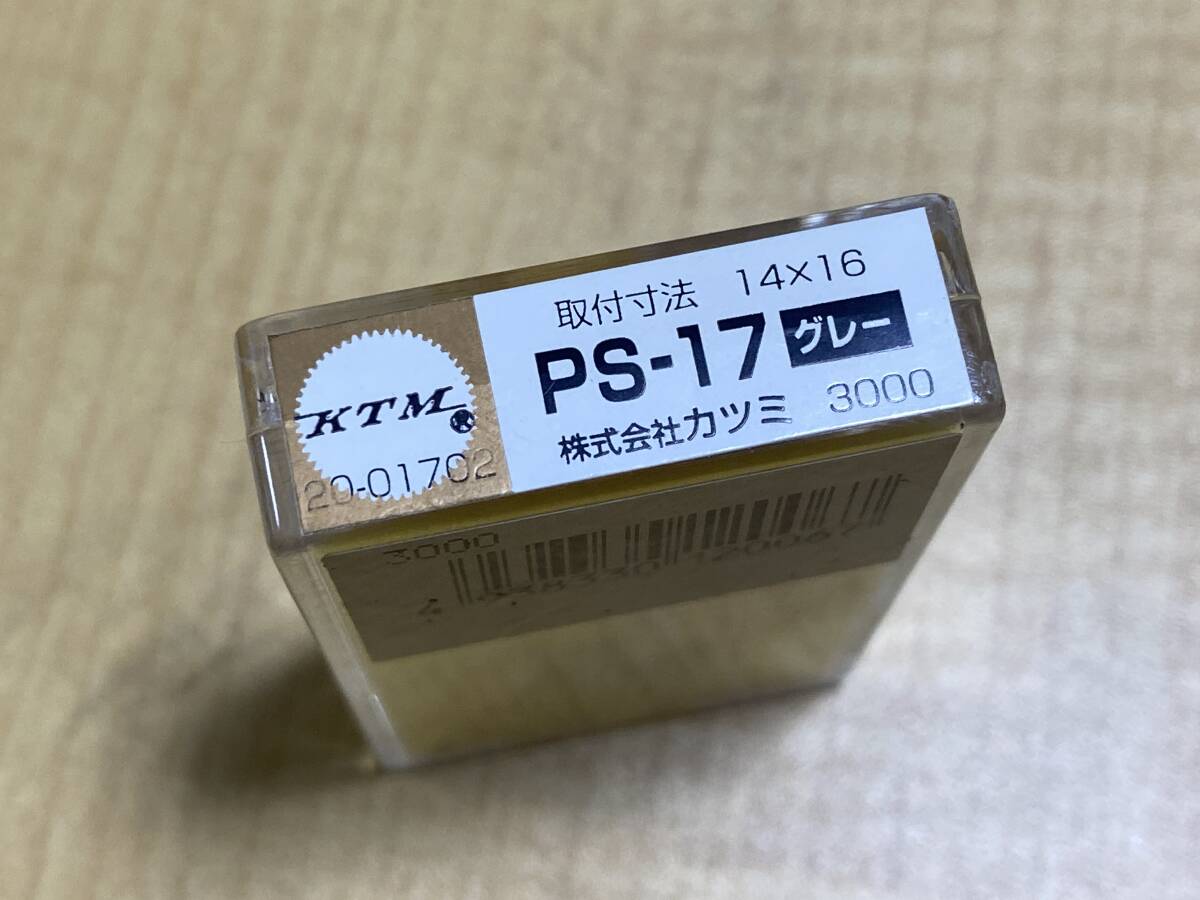 取付寸法 14×16
PS-17 グレー
株式会社カツミ 3000
KTM®
20-01702
3000